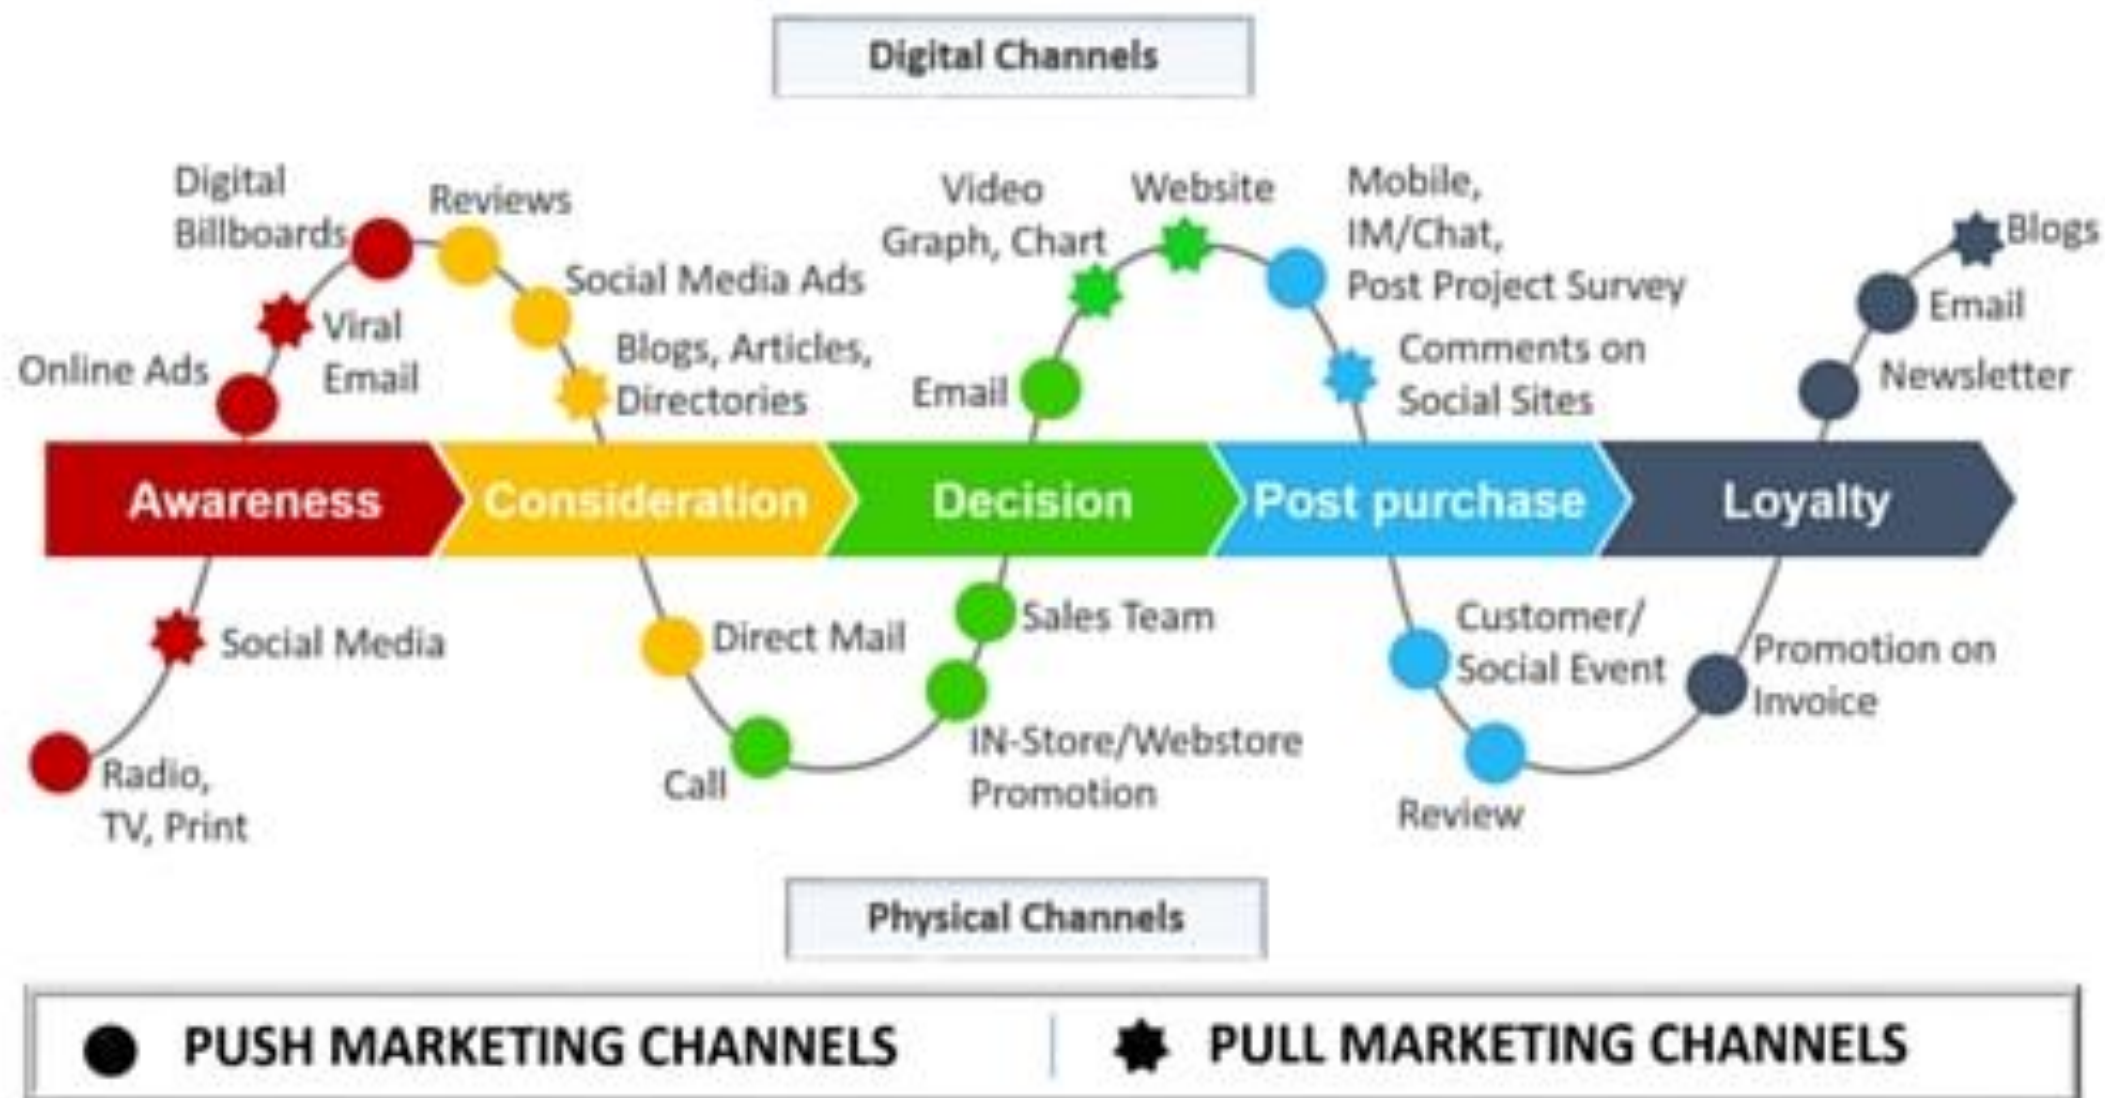 Digital Channels
Digital
Billboards
Reviews
Viral
Email
Online Ads
Social Media Ads
Blogs, Articles,
Directories
Video
Graph, Chart
Website
Email
Mobile,
IM/Chat,
Post Project Survey
Comments on
Social Sites
Blogs
Email
Newsletter
Awareness
Consideration
Decision
Post purchase
Loyalty
Social Media
Radio,
TV, Print
Direct Mail
Call
Sales Team
IN-Store/Webstore
Promotion
Customer/
Social Event
Review
Promotion on
Invoice
Physical Channels
PUSH MARKETING CHANNELS
PULL MARKETING CHANNELS